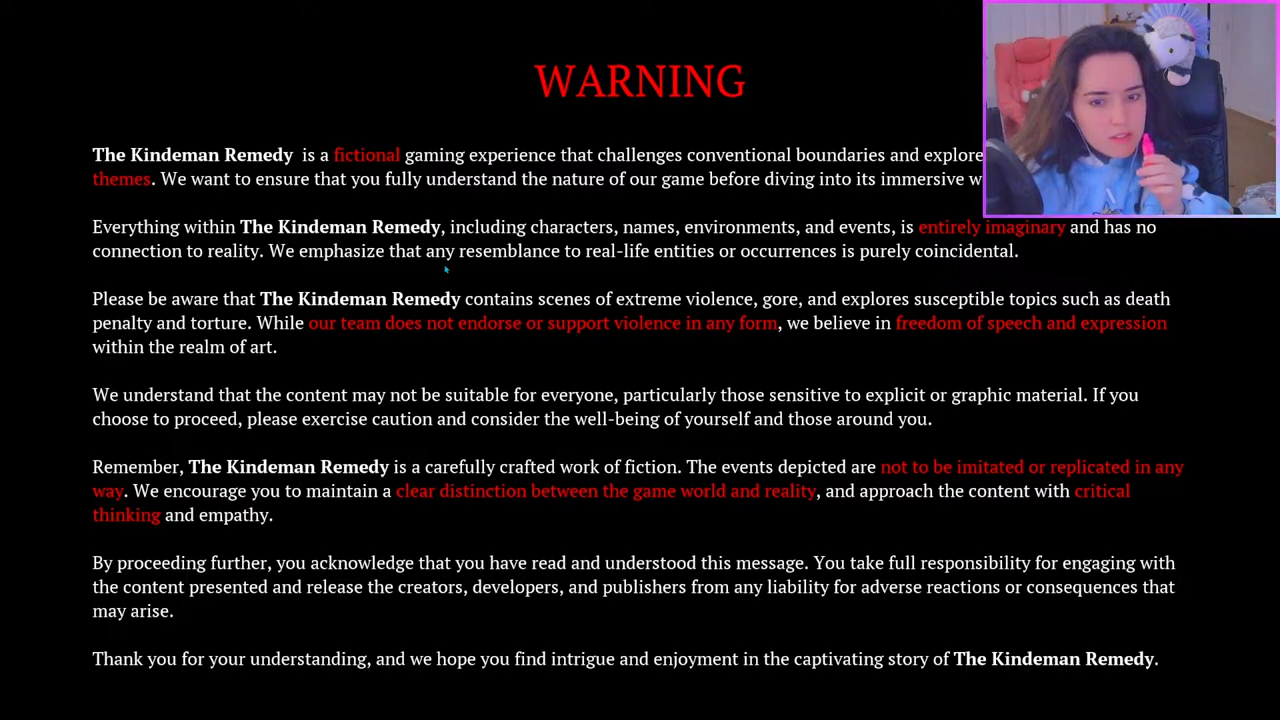 WARNING
The Kindeman Remedy is a fictional gaming experience that challenges conventional boundaries and explore
themes. We want to ensure that you fully understand the nature of our game before diving into its immersive w
Everything within The Kindeman Remedy, including characters, names, environments, and events, is entirely imaginary and has no
connection to reality. We emphasize that any resemblance to real-life entities or occurrences is purely coincidental.
Please be aware that The Kindeman Remedy contains scenes of extreme violence, gore, and explores susceptible topics such as death
penalty and torture. While our team does not endorse or support violence in any form, we believe in freedom of speech and expression
within the realm of art.
We understand that the content may not be suitable for everyone, particularly those sensitive to explicit or graphic material. If you
choose to proceed, please exercise caution and consider the well-being of yourself and those around you.
Remember, The Kindeman Remedy is a carefully crafted work of fiction. The events depicted are not to be imitated or replicated in any
way. We encourage you to maintain a clear distinction between the game world and reality, and approach the content with critical
thinking and empathy.
By proceeding further, you acknowledge that you have read and understood this message. You take full responsibility for engaging with
the content presented and release the creators, developers, and publishers from any liability for adverse reactions or consequences that
may arise.
Thank you for your understanding, and we hope you find intrigue and enjoyment in the captivating story of The Kindeman Remedy.